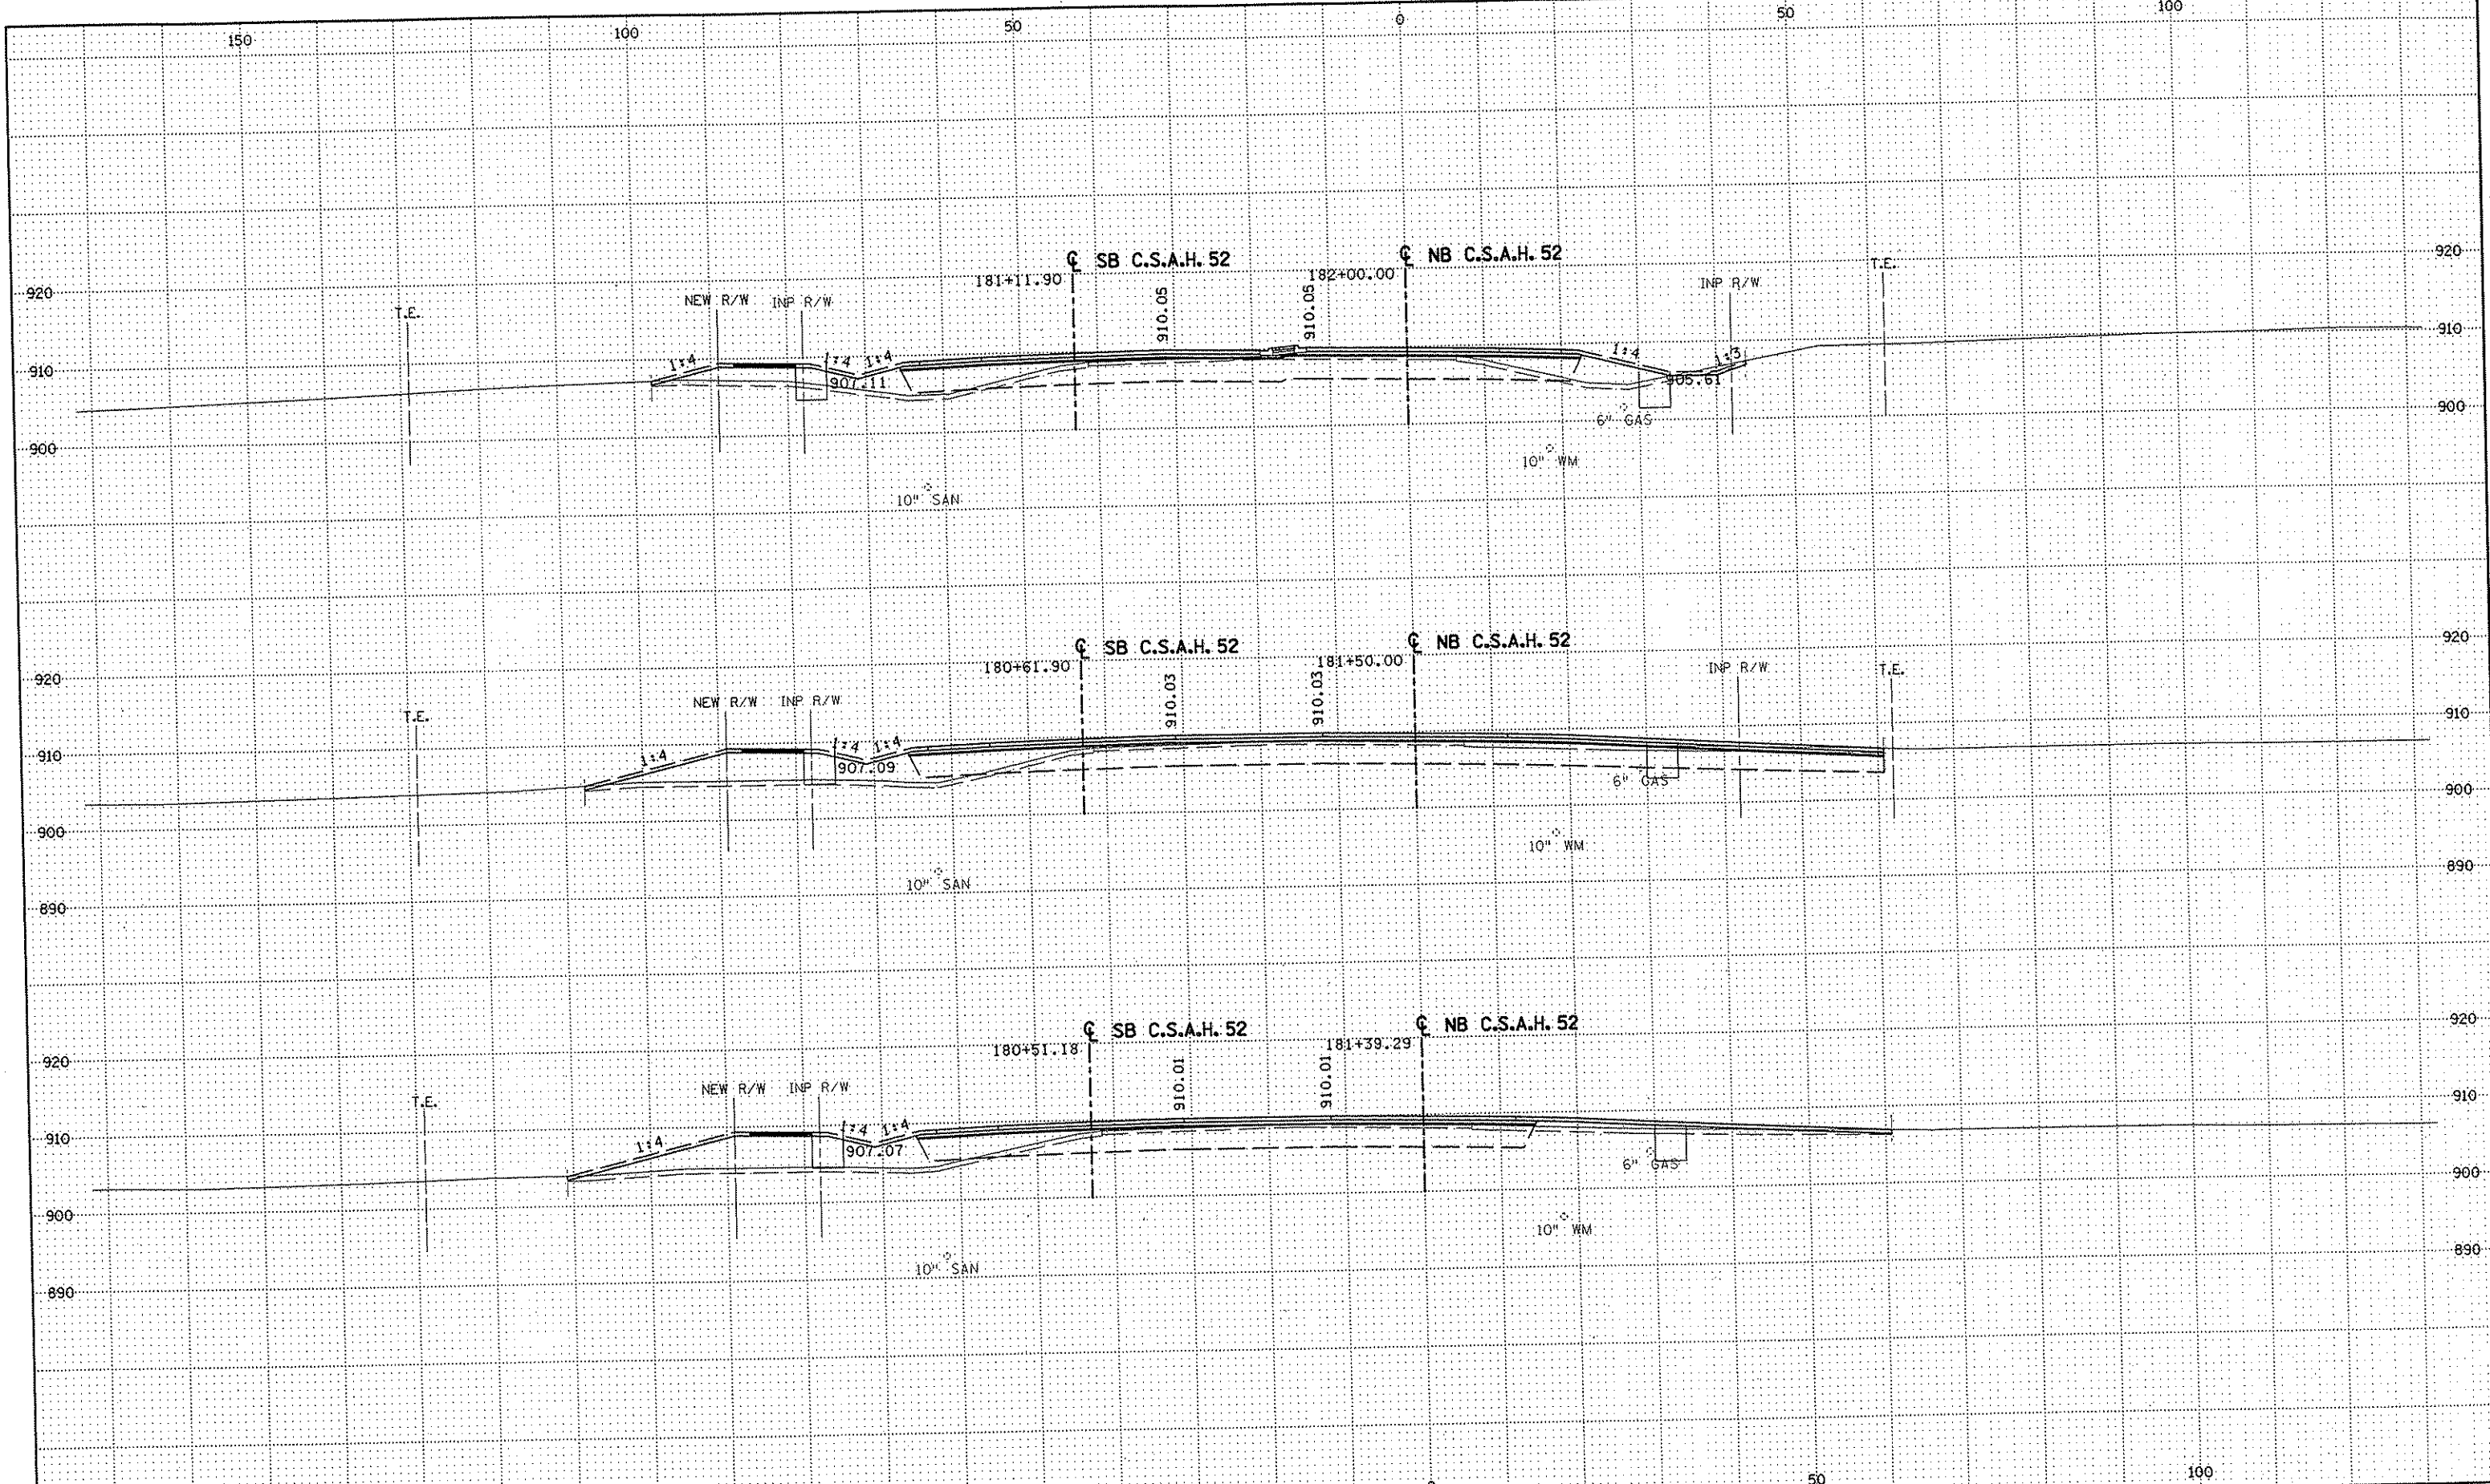 150 100 50 0 50 100
℄ SB C.S.A.H. 52
181+11.90
℄ NB C.S.A.H. 52
182+00.00
910.05
910.05
920
920
T.E.
NEW R/W
INP R/W
INP R/W
T.E.
910
910
1:4
1:4
1:4
907.11
1:4
1:3
905.61
900
900
6" GAS
10" WM
10" SAN
℄ SB C.S.A.H. 52
180+61.90
℄ NB C.S.A.H. 52
181+50.00
910.03
910.03
920
920
T.E.
NEW R/W
INP R/W
INP R/W
T.E.
910
910
1:4
1:4
1:4
907.09
900
900
6" GAS
10" WM
10" SAN
890
890
℄ SB C.S.A.H. 52
180+51.18
℄ NB C.S.A.H. 52
181+39.29
910.01
910.01
920
920
T.E.
NEW R/W
INP R/W
910
910
1:4
1:4
1:4
907.07
900
900
6" GAS
10" WM
10" SAN
890
890
50 100